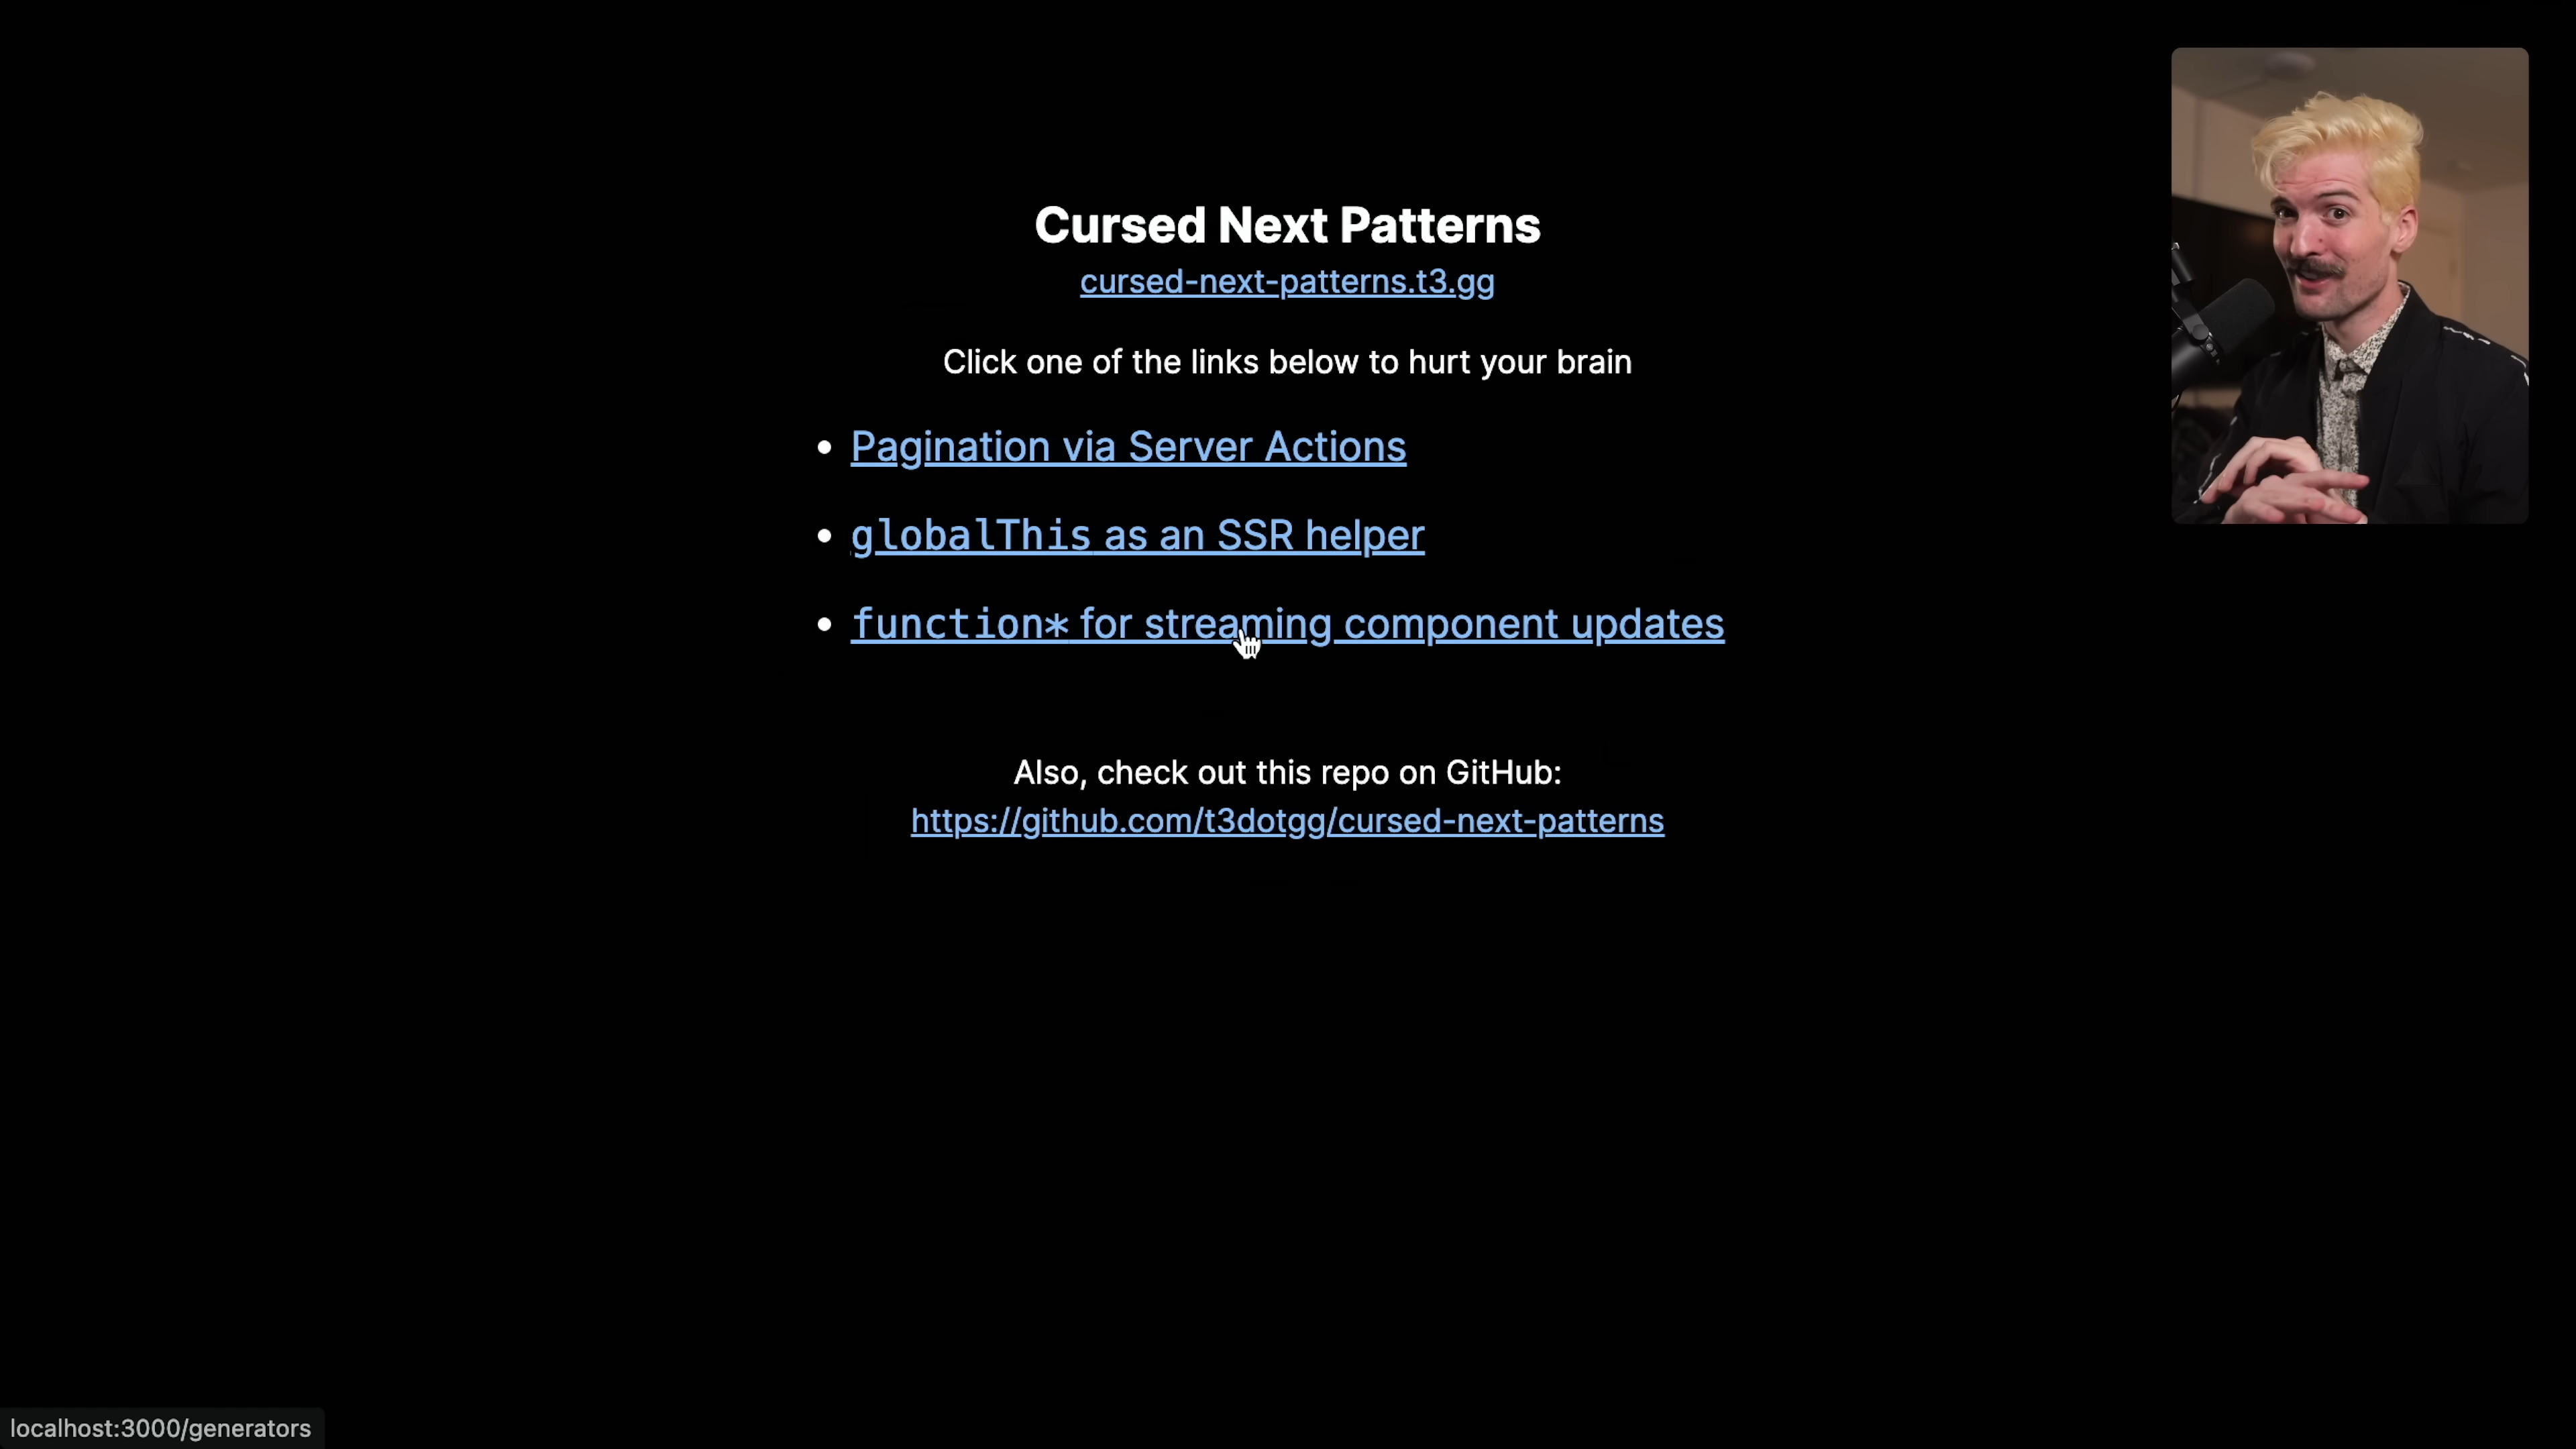 Cursed Next Patterns
cursed-next-patterns.t3.gg
Click one of the links below to hurt your brain
• Pagination via Server Actions
• globalThis as an SSR helper
• function* for streaming component updates
Also, check out this repo on GitHub:
https://github.com/t3dotgg/cursed-next-patterns
localhost:3000/generators